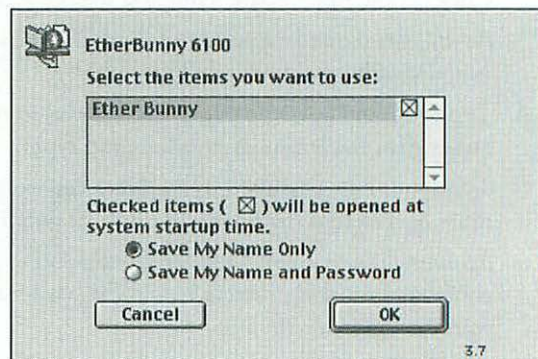 EtherBunny 6100
Select the items you want to use:
Ether Bunny
Checked items ( ☒ ) will be opened at
system startup time.
Save My Name Only
Save My Name and Password
Cancel
OK
3.7